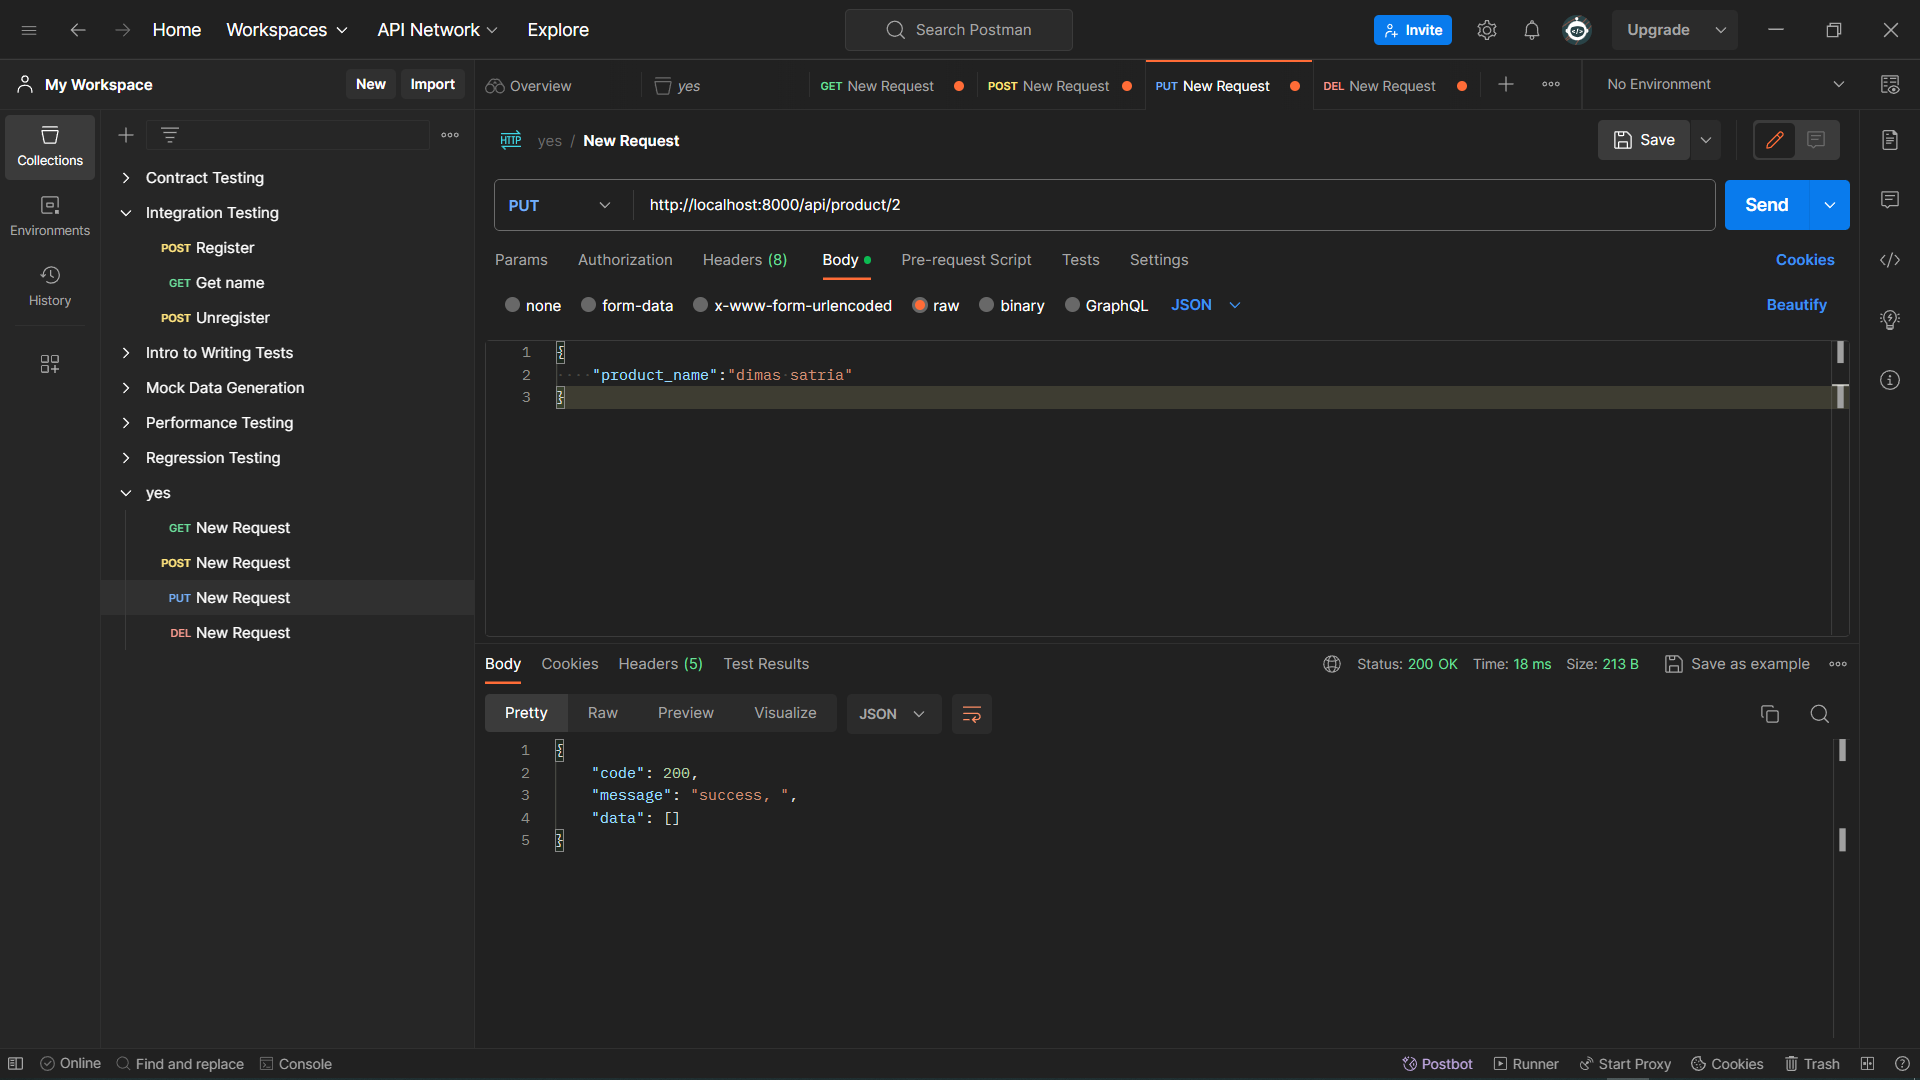 Home Workspaces API Network Explore Search Postman Invite Upgrade
My Workspace New Import Overview yes GET New Request POST New Request PUT New Request DEL New Request No Environment
Collections
Environments
History
Contract Testing
Integration Testing
POST Register
GET Get name
POST Unregister
Intro to Writing Tests
Mock Data Generation
Performance Testing
Regression Testing
yes
GET New Request
POST New Request
PUT New Request
DEL New Request
HTTP yes / New Request Save
PUT http://localhost:8000/api/product/2 Send
Params Authorization Headers (8) Body Pre-request Script Tests Settings Cookies
none form-data x-www-form-urlencoded raw binary GraphQL JSON Beautify
1 {
2 "product_name":"dimas satria"
3 }
Body Cookies Headers (5) Test Results Status: 200 OK Time: 18 ms Size: 213 B Save as example
Pretty Raw Preview Visualize JSON
1 {
2 "code": 200,
3 "message": "success, ",
4 "data": []
5 }
Online Find and replace Console Postbot Runner Start Proxy Cookies Trash